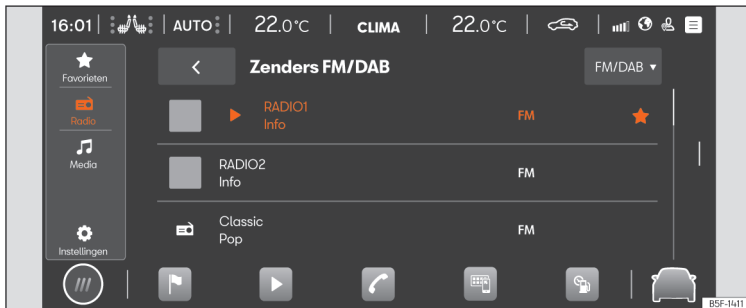 16:01 AUTO 22.0°C CLIMA 22.0°C
Favorieten
Radio
Media
Instellingen
Zenders FM/DAB FM/DAB
RADIO1
Info FM
RADIO2
Info FM
Classic
Pop FM
B5F-1411